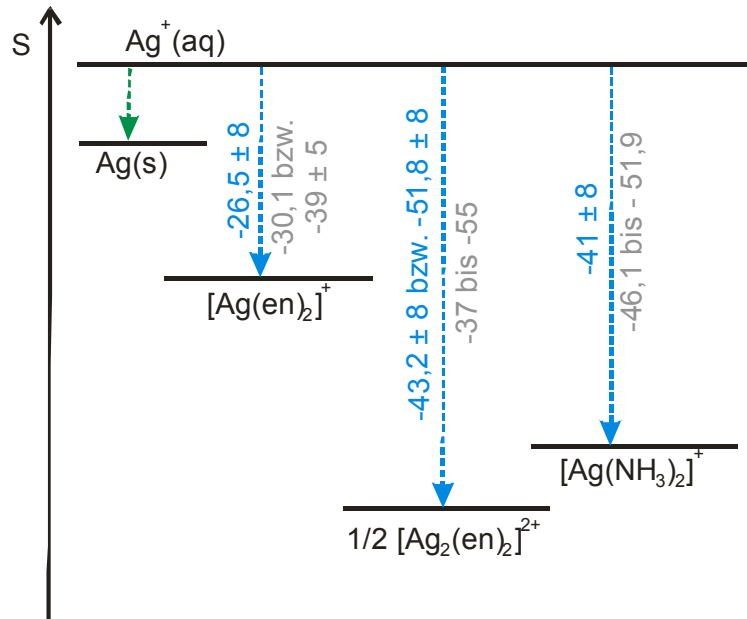 S
Ag⁺(aq)
Ag(s)
-26,5 ± 8
-30,1 bzw.
-39 ± 5
[Ag(en)₂]⁺
-43,2 ± 8 bzw. -51,8 ± 8
-37 bis -55
1/2 [Ag₂(en)₂]²⁺
-41 ± 8
-46,1 bis - 51,9
[Ag(NH₃)₂]⁺